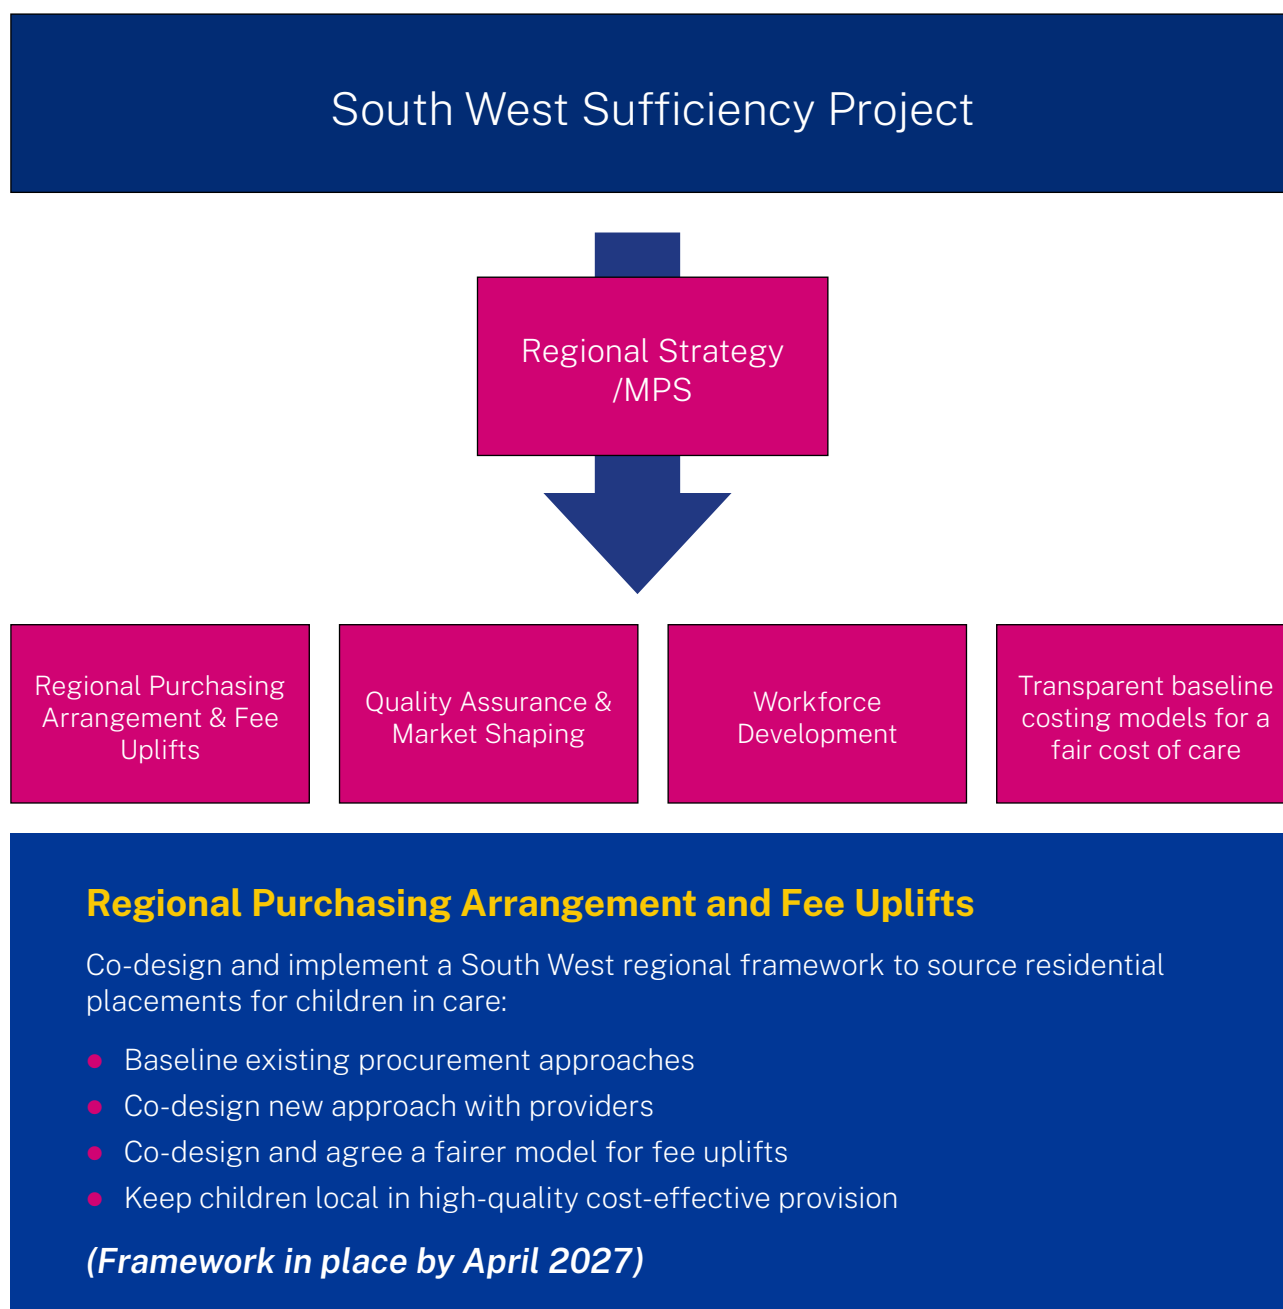 South West Sufficiency Project
Regional Strategy
/MPS
Regional Purchasing
Arrangement & Fee
Uplifts
Quality Assurance &
Market Shaping
Workforce
Development
Transparent baseline
costing models for a
fair cost of care
Regional Purchasing Arrangement and Fee Uplifts
Co-design and implement a South West regional framework to source residential
placements for children in care:
● Baseline existing procurement approaches
● Co-design new approach with providers
● Co-design and agree a fairer model for fee uplifts
● Keep children local in high-quality cost-effective provision
(Framework in place by April 2027)